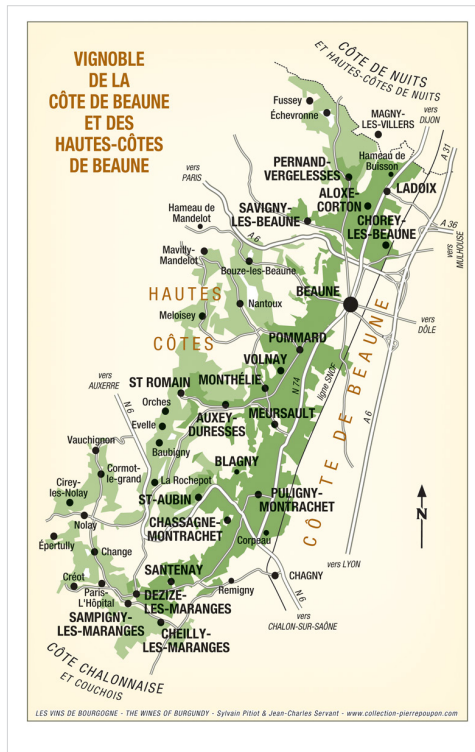 VIGNOBLE
DE LA
CÔTE DE BEAUNE
ET DES
HAUTES-CÔTES
DE BEAUNE
CÔTE DE NUITS
ET HAUTES-CÔTES DE NUITS
Fussey
Échevronne
MAGNY-
LES-VILLERS
vers
DIJON
A 31
Hameau de
Buisson
PERNAND-
VERGELESSES
vers
PARIS
ALOXE-
CORTON
LADOIX
SAVIGNY-
LES-BEAUNE
Hameau de
Mandelot
CHOREY-
LES-BEAUNE
A 36
vers
MULHOUSE
A 6
Mavilly-
Mandelot
Bouze-les-Beaune
BEAUNE
HAUTES
Nantoux
Meloisey
vers
DÔLE
CÔTES
POMMARD
VOLNAY
N 74
ligne SNCF
CÔTE DE BEAUNE
A 6
vers
AUXERRE
N 6
ST ROMAIN
MONTHÉLIE
Orches
AUXEY-
DURESSES
MEURSAULT
Evelle
Vauchignon
Baubigny
BLAGNY
Cormot-
le-grand
Cirey-
les-Nolay
La Rochepot
ST-AUBIN
PULIGNY-
MONTRACHET
Nolay
CHASSAGNE-
MONTRACHET
N
Épertully
Change
Corpeau
vers LYON
SANTENAY
CHAGNY
Créot
Paris-
L'Hôpital
DEZIZE-
LES-MARANGES
Remigny
N 6
SAMPIGNY-
LES-MARANGES
vers
CHALON-SUR-SAÔNE
CHEILLY-
LES-MARANGES
CÔTE CHALONNAISE
ET COUCHOIS
LES VINS DE BOURGOGNE - THE WINES OF BURGUNDY - Sylvain Pitiot & Jean-Charles Servant - www.collection-pierrepoupon.com